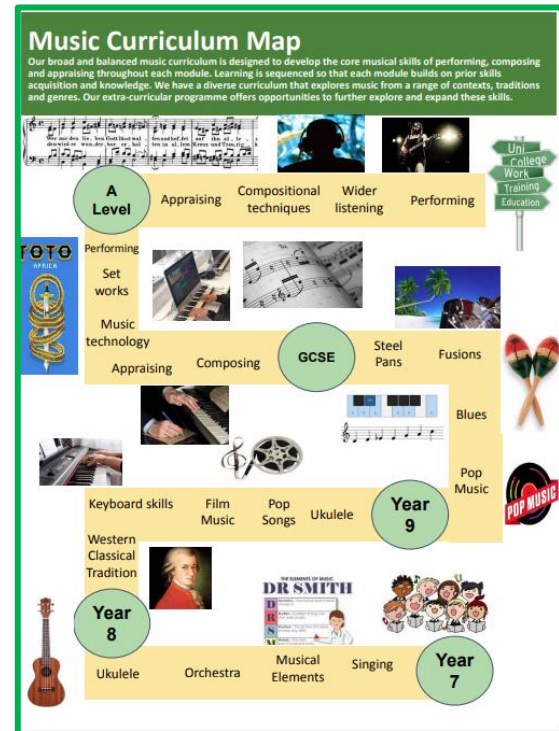 Music Curriculum Map
Our broad and balanced music curriculum is designed to develop the core musical skills of performing, composing
and appraising throughout each module. Learning is sequenced so that each module builds on prior skills
acquisition and knowledge. We have a diverse curriculum that explores music from a range of contexts, traditions
and genres. Our extra-curricular programme offers opportunities to further explore and expand these skills.
Uni
College
Work
Training
Education
A
Level
Appraising
Compositional
techniques
Wider
listening
Performing
TOTO
AFRICA
Performing
Set
works
Music
technology
Appraising
Composing
GCSE
Steel
Pans
Fusions
Blues
Pop
Music
POP MUSIC
Keyboard skills
Film
Music
Pop
Songs
Ukulele
Year
9
Western
Classical
Tradition
Year
8
THE ELEMENTS OF MUSIC
DR SMITH
D
R
S
M
Ukulele
Orchestra
Musical
Elements
Singing
Year
7